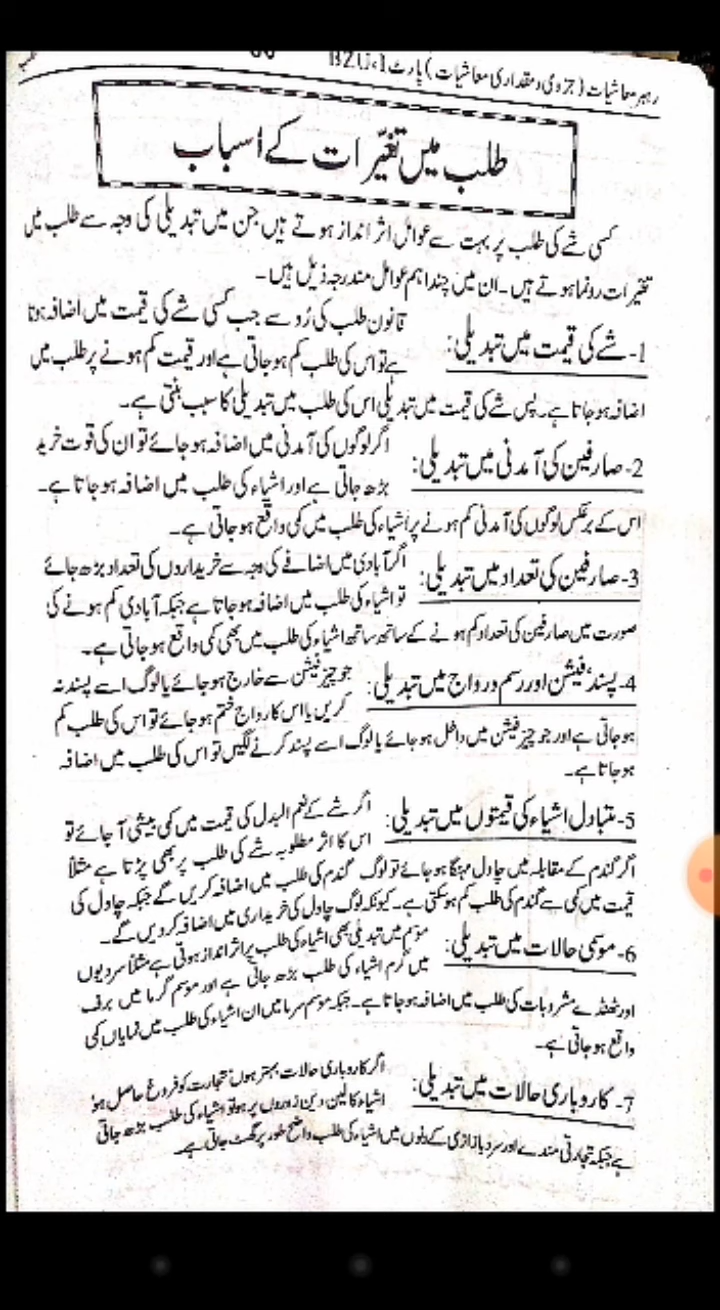 رہبر معاشیات (جزوی و مقداری معاشیات) پارٹ 1،
طلب میں تغیّرات کے اسباب
کسی شے کی طلب پر بہت سے عوامل اثر انداز ہوتے ہیں جن میں تبدیلی کی وجہ سے طلب میں
تغیرات رونما ہوتے ہیں۔ ان میں چند اہم عوامل مندرجہ ذیل ہیں۔
1- شے کی قیمت میں تبدیلی: قانون طلب کی رُو سے جب کسی شے کی قیمت میں اضافہ ہوتا
ہے تو اس کی طلب کم ہو جاتی ہے اور قیمت کم ہونے پر طلب میں
اضافہ ہو جاتا ہے۔ پس شے کی قیمت میں تبدیلی اس کی طلب میں تبدیلی کا سبب بنتی ہے۔
2- صارفین کی آمدنی میں تبدیلی: اگر لوگوں کی آمدنی میں اضافہ ہو جائے تو ان کی قوت خرید
بڑھ جاتی ہے اور اشیاء کی طلب میں اضافہ ہو جاتا ہے۔
اس کے برعکس لوگوں کی آمدنی کم ہونے پر اشیاء کی طلب میں کمی واقع ہو جاتی ہے۔
3- صارفین کی تعداد میں تبدیلی: اگر آبادی میں اضافے کی وجہ سے خریداروں کی تعداد بڑھ جائے
تو اشیاء کی طلب میں اضافہ ہو جاتا ہے جبکہ آبادی کم ہونے کی
صورت میں صارفین کی تعداد کم ہونے کے ساتھ ساتھ اشیاء کی طلب میں بھی کمی واقع ہو جاتی ہے۔
4- پسند، فیشن اور رسم و رواج میں تبدیلی: جو چیز فیشن سے خارج ہو جائے یا لوگ اسے پسند نہ
کریں یا اس کا رواج ختم ہو جائے تو اس کی طلب کم
ہو جاتی ہے اور جو چیز فیشن میں داخل ہو جائے یا لوگ اسے پسند کرنے لگیں تو اس کی طلب میں اضافہ
ہو جاتا ہے۔
5- متبادل اشیاء کی قیمتوں میں تبدیلی: اگر شے کے نعم البدل کی قیمت میں کمی بیشی آ جائے تو
اس کا اثر مطلوبہ شے کی طلب پر بھی پڑتا ہے مثلاً
اگر گندم کے مقابلہ میں چاول مہنگا ہو جائے تو لوگ گندم کی طلب میں اضافہ کریں گے جبکہ چاول کی
قیمت میں کمی سے گندم کی طلب کم ہو سکتی ہے۔ کیونکہ لوگ چاول کی خریداری میں اضافہ کر دیں گے۔
6- موسمی حالات میں تبدیلی: موسم میں تبدیلی بھی اشیاء کی طلب پر اثر انداز ہوتی ہے مثلاً سردیوں
میں گرم اشیاء کی طلب بڑھ جاتی ہے اور موسم گرما میں برف
اور ٹھنڈے مشروبات کی طلب میں اضافہ ہو جاتا ہے۔ جبکہ موسم سرما میں ان اشیاء کی طلب میں نمایاں کمی
واقع ہو جاتی ہے۔
7- کاروباری حالات میں تبدیلی: اگر کاروباری حالات بہتر ہوں، تجارت کو فروغ حاصل ہو،
اشیاء کا لین دین زوروں پر ہو تو اشیاء کی طلب بڑھ جاتی
ہے جبکہ تجارتی مندے اور سرد بازاری کے دنوں میں اشیاء کی طلب واضح طور پر گھٹ جاتی ہے۔